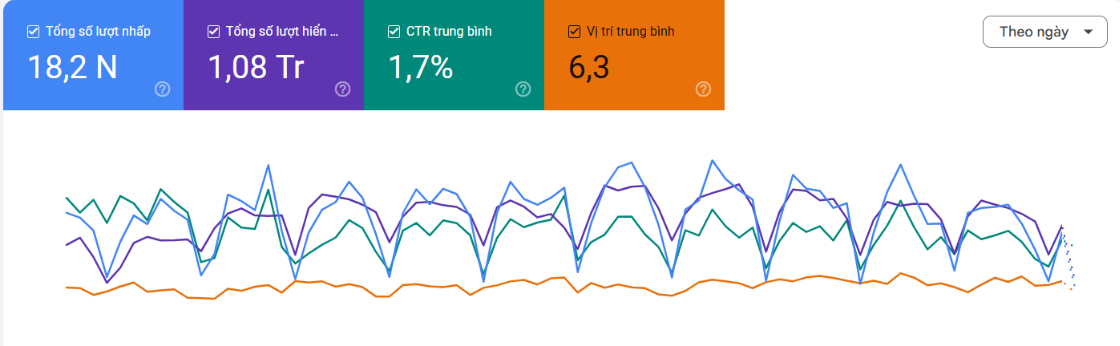 Tổng số lượt nhấp
18,2 N
Tổng số lượt hiển ...
1,08 Tr
CTR trung bình
1,7%
Vị trí trung bình
6,3
Theo ngày